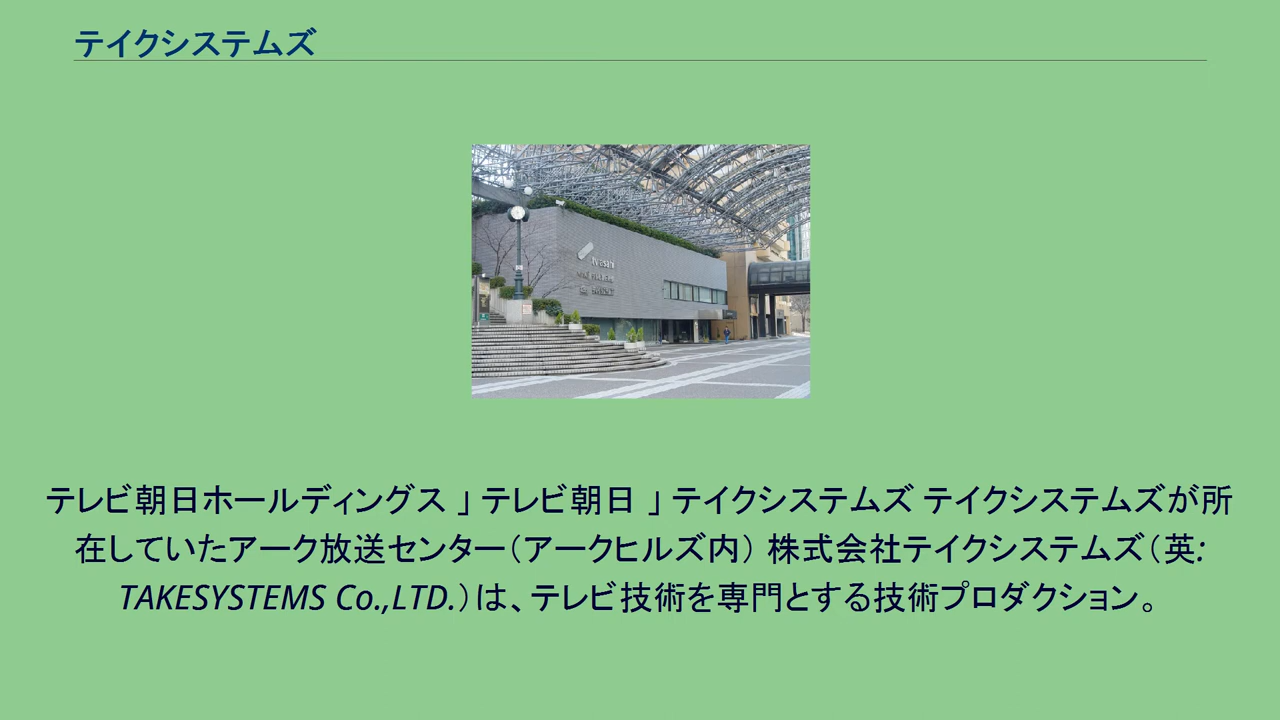 テイクシステムズ
tv asahi
テレビ朝日ホールディングス 」 テレビ朝日 」 テイクシステムズ テイクシステムズが所
在していたアーク放送センター（アークヒルズ内） 株式会社テイクシステムズ（英:
TAKESYSTEMS Co.,LTD.）は、テレビ技術を専門とする技術プロダクション。